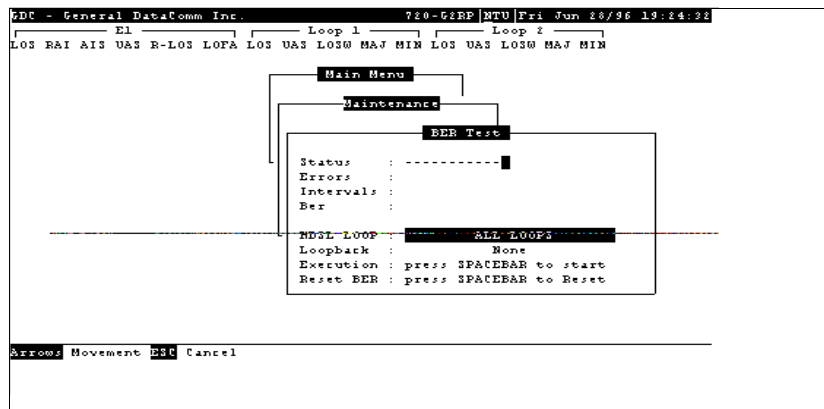 GDC - General DataComm Inc. 720-G2RP NTU Fri Jun 28/96 19:24:32
E1 Loop 1 Loop 2
LOS RAI AIS UAS R-LOS LOFA LOS UAS LOSW MAJ MIN LOS UAS LOSW MAJ MIN
Main Menu
Maintenance
BER Test
Status : -----------
Errors :
Intervals :
Ber :
HDSL LOOP : ALL LOOPS
Loopback : None
Execution : press SPACEBAR to start
Reset BER : press SPACEBAR to Reset
Arrows Movement ESC Cancel